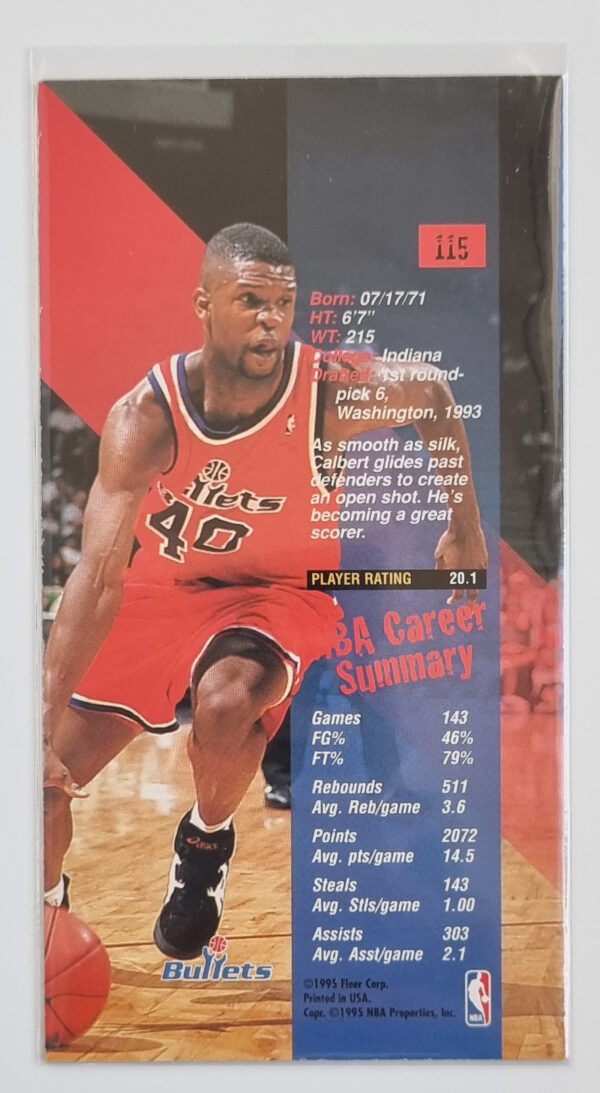 115
Born: 07/17/71
HT: 6'7"
WT: 215
College: Indiana
Drafted: 1st round-
pick 6,
Washington, 1993
As smooth as silk,
Calbert glides past
defenders to create
an open shot. He's
becoming a great
scorer.
Bullets
40
PLAYER RATING 20.1
NBA Career
Summary
Games 143
FG% 46%
FT% 79%
Rebounds 511
Avg. Reb/game 3.6
Points 2072
Avg. pts/game 14.5
Steals 143
Avg. Stls/game 1.00
Assists 303
Avg. Asst/game 2.1
asics
Bullets
©1995 Fleer Corp.
Printed in USA.
Copr. ©1995 NBA Properties, Inc.
NBA